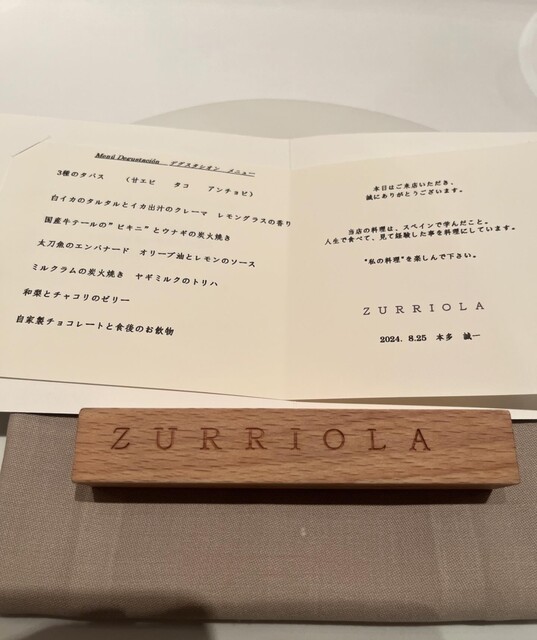 Menú Degustación デグスタシオン メニュー
3種のタパス （甘エビ タコ アンチョビ）
白イカのタルタルとイカ出汁のクレーマ レモングラスの香り
国産牛テールの"ビキニ"とウナギの炭火焼き
太刀魚のエンパナード オリーブ油とレモンのソース
ミルクラムの炭火焼き ヤギミルクのトリハ
和梨とチャコリのゼリー
自家製チョコレートと食後のお飲物
本日はご来店いただき、
誠にありがとうございます。
当店の料理は、スペインで学んだこと。
人生で食べて、見て経験した事を料理にしています。
"私の料理"を楽しんで下さい。
ZURRIOLA
2024. 8.25 本多 誠一
ZURRIOLA